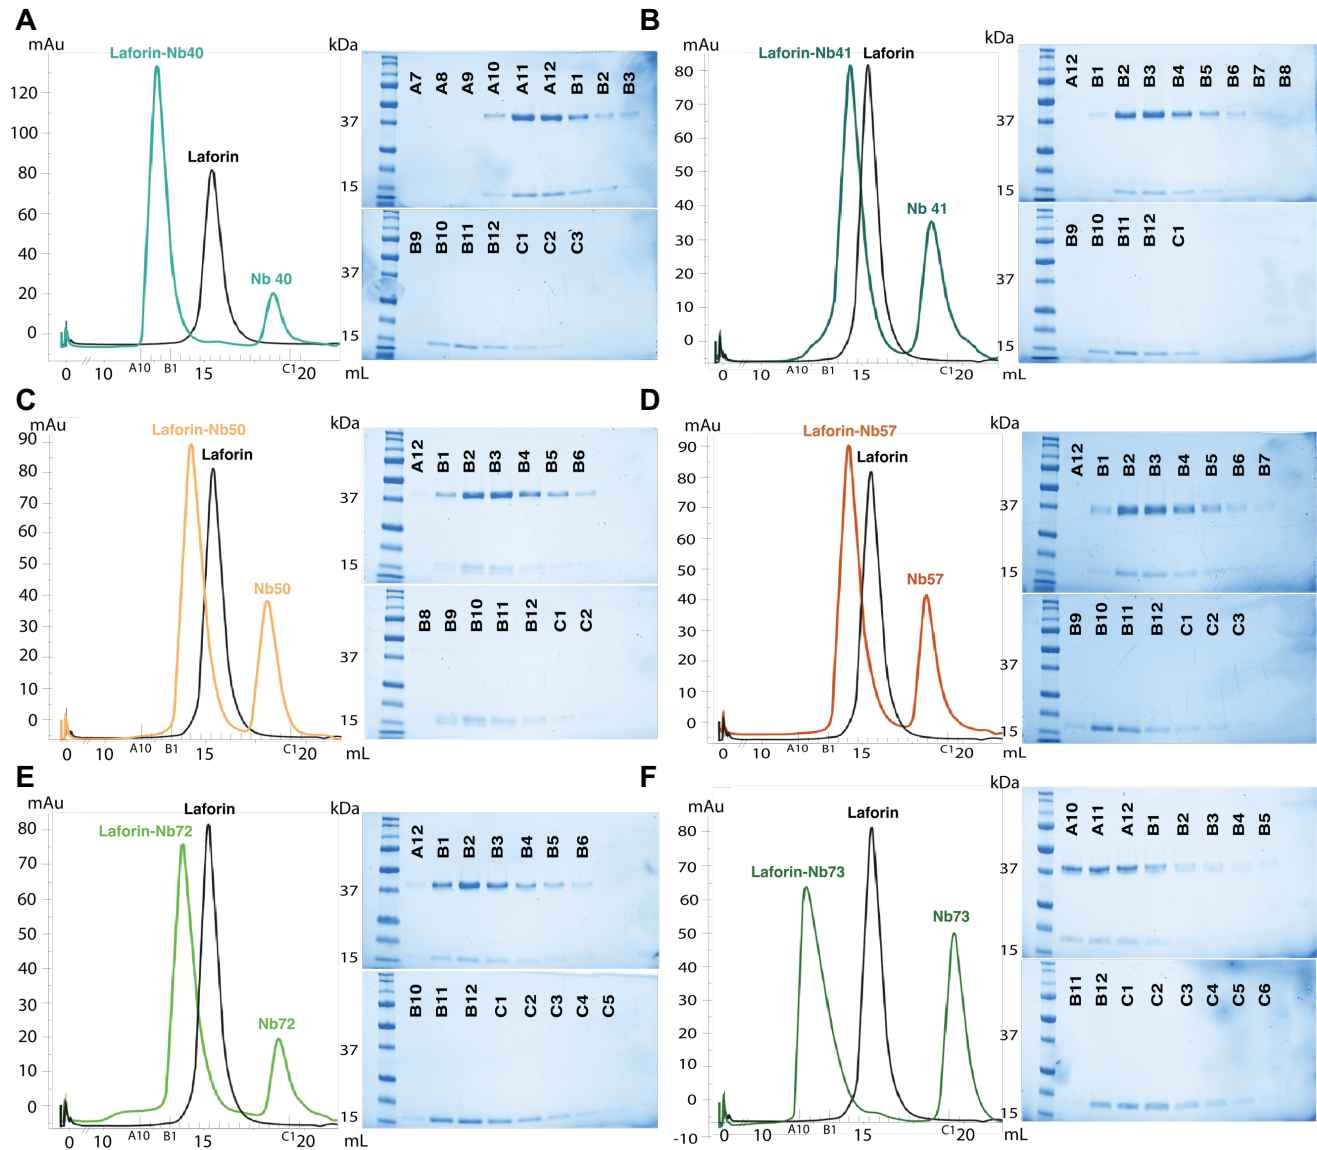 A
mAu
Laforin-Nb40
Laforin
Nb 40
120
100
80
60
40
20
0
0 10 A10 B1 15 C1 20 mL
kDa
A7 A8 A9 A10 A11 A12 B1 B2 B3
37
15
B9 B10 B11 B12 C1 C2 C3
37
15
B
mAu
Laforin-Nb41 Laforin
Nb 41
80
70
60
50
40
30
20
10
0
0 10 A10 B1 15 C1 20 mL
kDa
A12 B1 B2 B3 B4 B5 B6 B7 B8
37
15
B9 B10 B11 B12 C1
37
15
C
mAu
Laforin-Nb50
Laforin
Nb50
90
80
70
60
50
40
30
20
10
0
0 10 A10 B1 15 C1 20 mL
kDa
A12 B1 B2 B3 B4 B5 B6
37
15
B8 B9 B10 B11 B12 C1 C2
37
15
D
mAu
Laforin-Nb57
Laforin
Nb57
90
80
70
60
50
40
30
20
10
0
0 10 A10 B1 15 C1 20 mL
kDa
A12 B1 B2 B3 B4 B5 B6 B7
37
15
B9 B10 B11 B12 C1 C2 C3
37
15
E
mAu
Laforin
Laforin-Nb72
Nb72
80
70
60
50
40
30
20
10
0
0 10 A10 B1 15 C1 20 mL
kDa
A12 B1 B2 B3 B4 B5 B6
37
15
B10 B11 B12 C1 C2 C3 C4 C5
37
15
F
mAu
Laforin
Laforin-Nb73
Nb73
80
70
60
50
40
30
20
10
0
-10
0 10 A10 B1 15 C1 20 mL
kDa
A10 A11 A12 B1 B2 B3 B4 B5
37
15
B11 B12 C1 C2 C3 C4 C5 C6
37
15